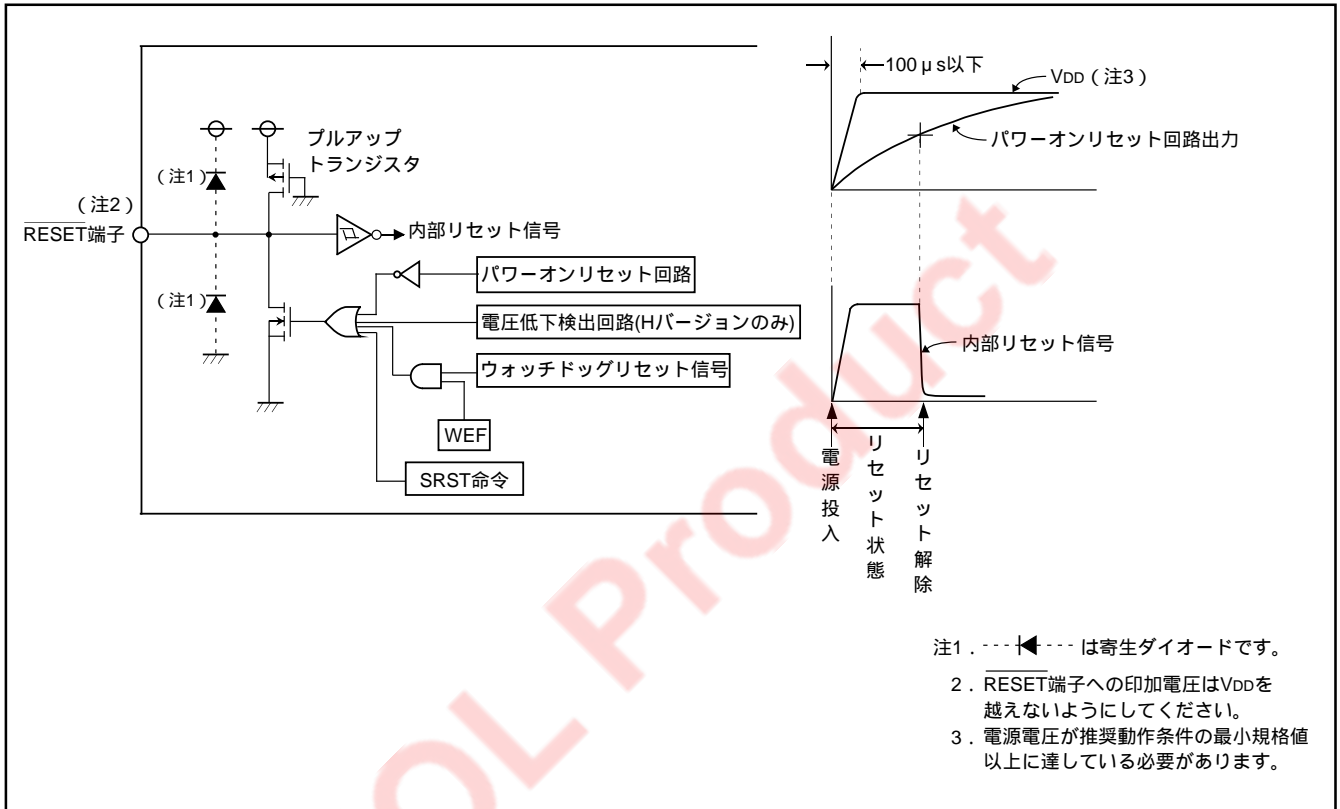 プルアップ
トランジスタ
（注1）
（注2）
RESET端子
内部リセット信号
（注1）
パワーオンリセット回路
電圧低下検出回路(Hバージョンのみ)
ウォッチドッグリセット信号
WEF
SRST命令
100μs以下
VDD（注3）
パワーオンリセット回路出力
内部リセット信号
電源投入
リセット状態
リセット解除
注1．は寄生ダイオードです。
2．RESET端子への印加電圧はVDDを
越えないようにしてください。
3．電源電圧が推奨動作条件の最小規格値
以上に達している必要があります。
OL Product